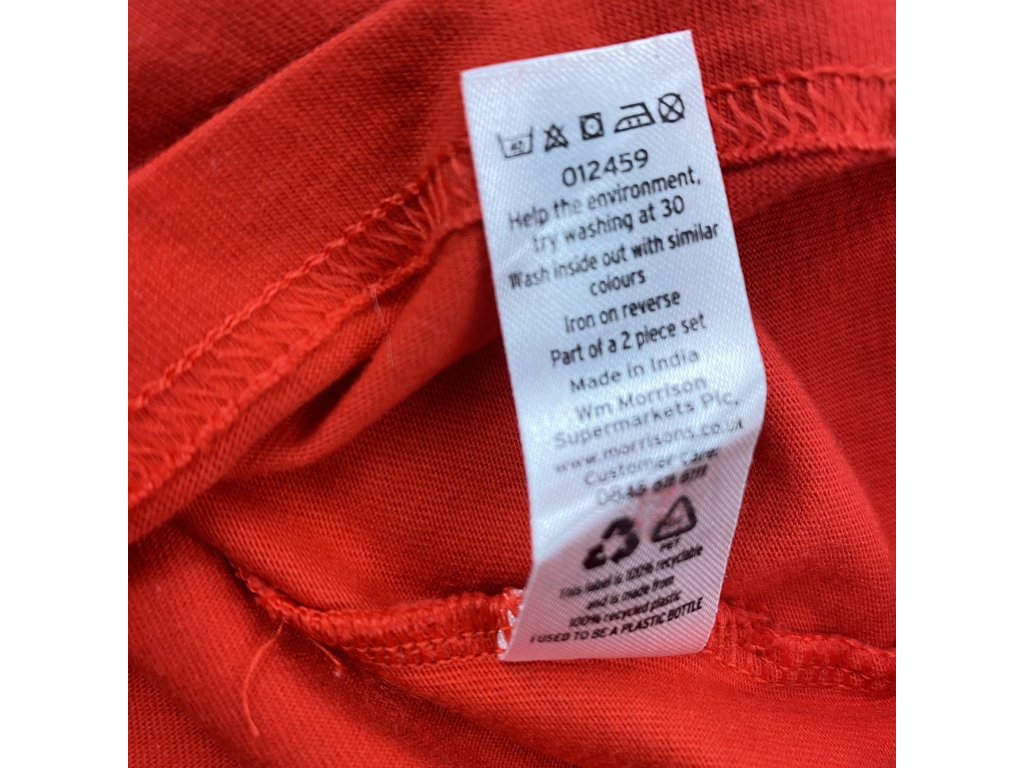 012459
Help the environment,
try washing at 30
Wash inside out with similar
colours
Iron on reverse
Part of a 2 piece set
Made in India
Wm Morrison
Supermarkets Plc,
www.morrisons.co.uk
Customer care:
PET
This label is 100% recyclable
and is made from
100% recycled plastic
I USED TO BE A PLASTIC BOTTLE